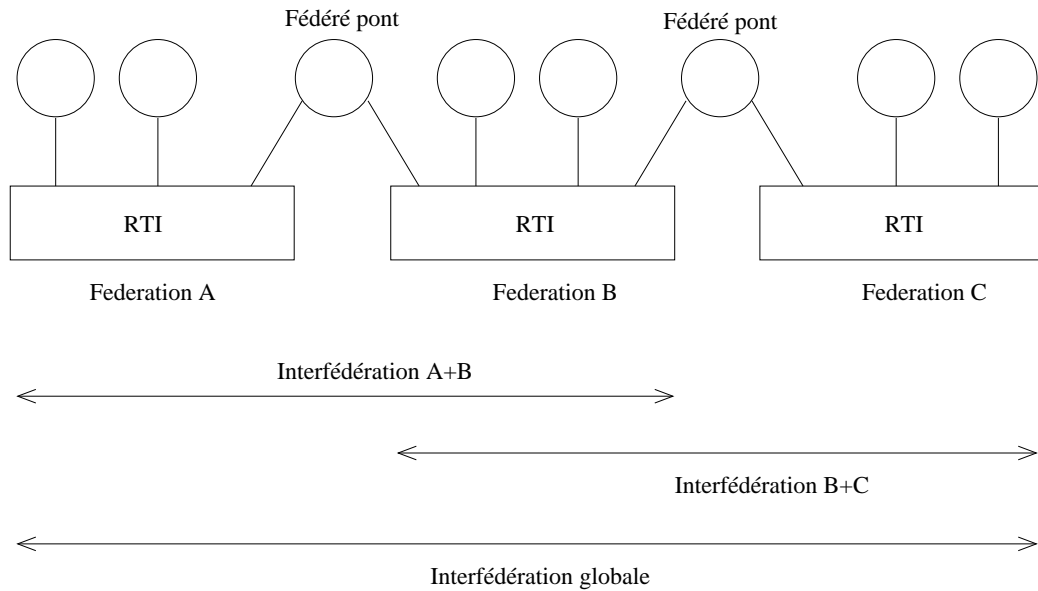 Fédéré pont
Fédéré pont
RTI
RTI
RTI
Federation A
Federation B
Federation C
Interfédération A+B
Interfédération B+C
Interfédération globale